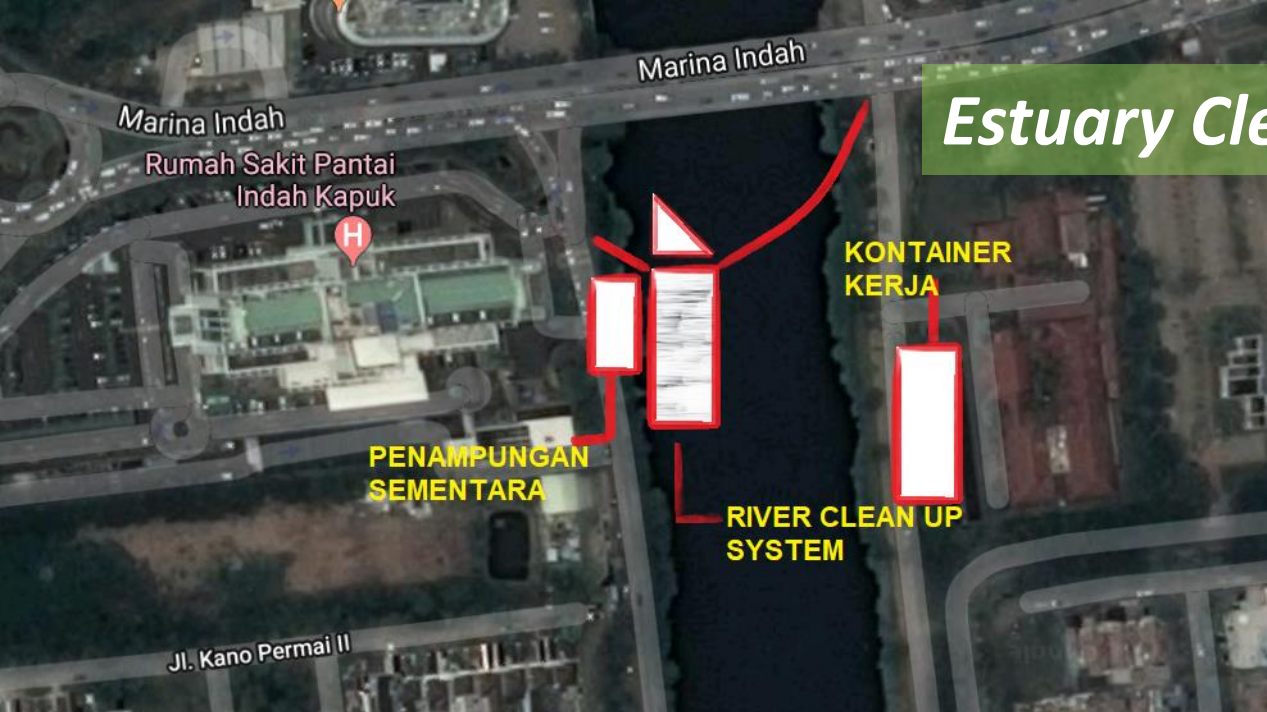 Marina Indah
Estuary Cle
Marina Indah
Rumah Sakit Pantai
Indah Kapuk
H
KONTAINER
KERJA
PENAMPUNGAN
SEMENTARA
RIVER CLEAN UP
SYSTEM
Jl. Kano Permai II